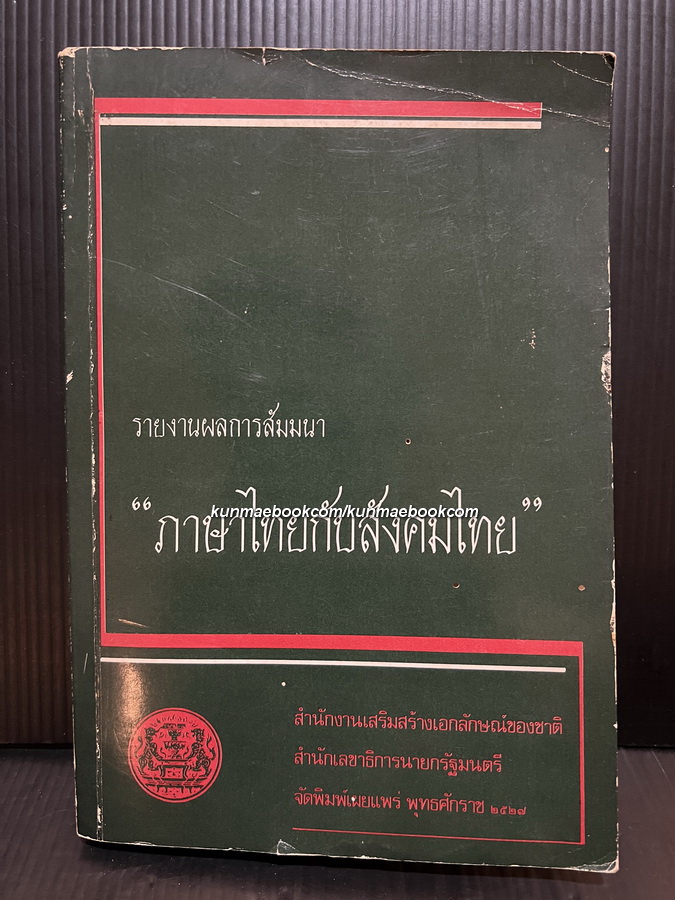 รายงานผลการสัมมนา
“ภาษาไทยกับสังคมไทย”
kunmaebookcom/kunmaebookcom
สำนักงานเสริมสร้างเอกลักษณ์ของชาติ
สำนักเลขาธิการนายกรัฐมนตรี
จัดพิมพ์เผยแพร่ พุทธศักราช ๒๕๒๗